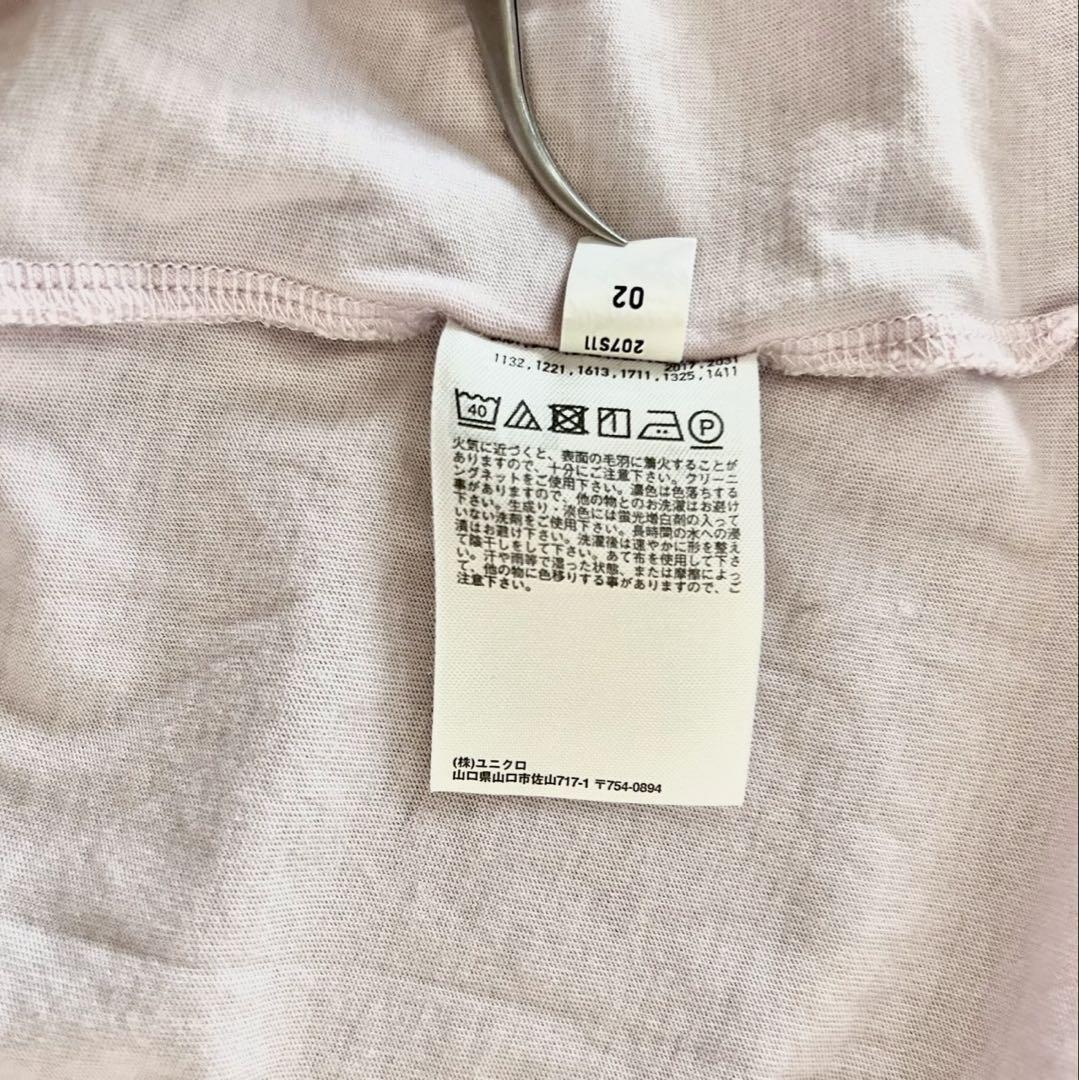 02
207S11
2017, 2031
1132, 1221, 1613, 1711, 1325, 1411
40 P
火気に近づくと、表面の毛羽に着火することが
ありますので、十分にご注意下さい。クリーニ
ングネットをご使用下さい。濃色は色落ちする
事がありますので、他の物とのお洗濯はお避け
下さい。生成り・淡色には蛍光増白剤の入って
いない洗剤をご使用下さい。長時間の水への浸
漬はお避け下さい。洗濯後は速やかに形を整え
て陰干しをして下さい。あて布を使用して下さ
い。汗や雨等で湿った状態、または摩擦によっ
て、他の物に色移りする事がありますので、ご
注意下さい。
(株)ユニクロ
山口県山口市佐山717-1 〒754-0894